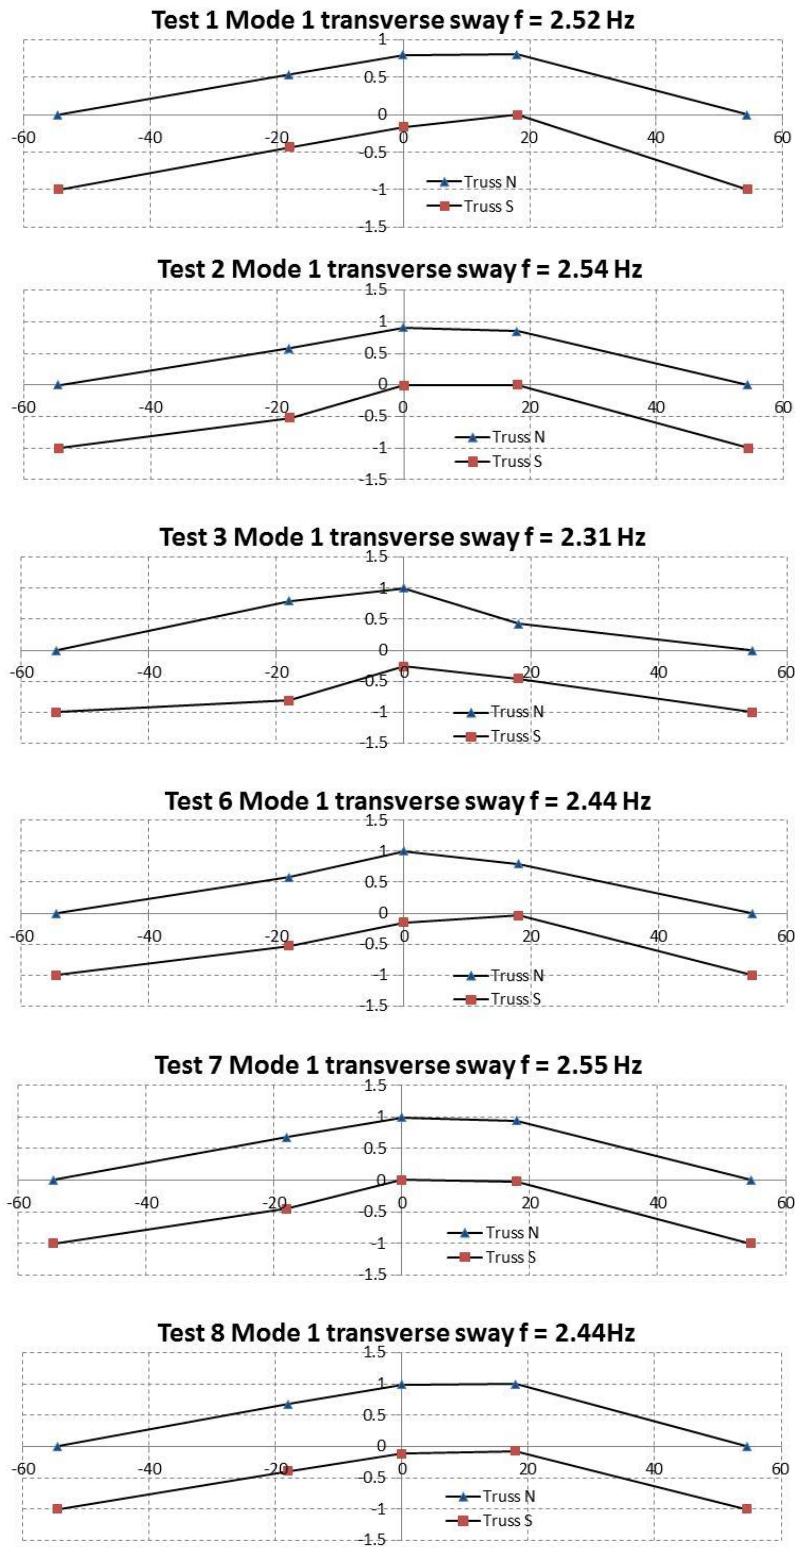 Test 1 Mode 1 transverse sway f = 2.52 Hz
1
0.5
0
-60 -40 -20 0 20 40 60
-0.5
-1
-1.5
Truss N
Truss S
Test 2 Mode 1 transverse sway f = 2.54 Hz
1.5
1
0.5
0
-60 -40 -20 0 20 40 60
-0.5
-1
-1.5
Truss N
Truss S
Test 3 Mode 1 transverse sway f = 2.31 Hz
1.5
1
0.5
0
-60 -40 -20 0 20 40 60
-0.5
-1
-1.5
Truss N
Truss S
Test 6 Mode 1 transverse sway f = 2.44 Hz
1.5
1
0.5
0
-60 -40 -20 0 20 40 60
-0.5
-1
-1.5
Truss N
Truss S
Test 7 Mode 1 transverse sway f = 2.55 Hz
1.5
1
0.5
0
-60 -40 -20 0 20 40 60
-0.5
-1
-1.5
Truss N
Truss S
Test 8 Mode 1 transverse sway f = 2.44Hz
1.5
1
0.5
0
-60 -40 -20 0 20 40 60
-0.5
-1
-1.5
Truss N
Truss S